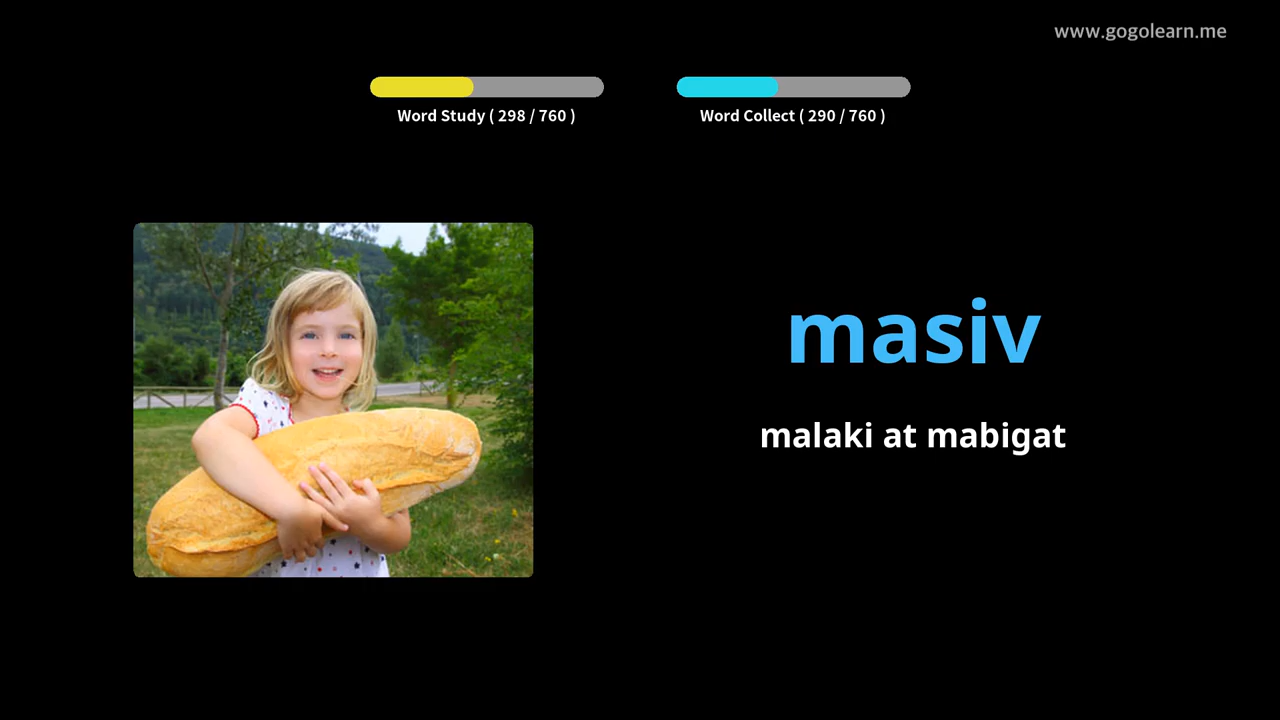 www.gogolearn.me
Word Study ( 298 / 760 )
Word Collect ( 290 / 760 )
masiv
malaki at mabigat